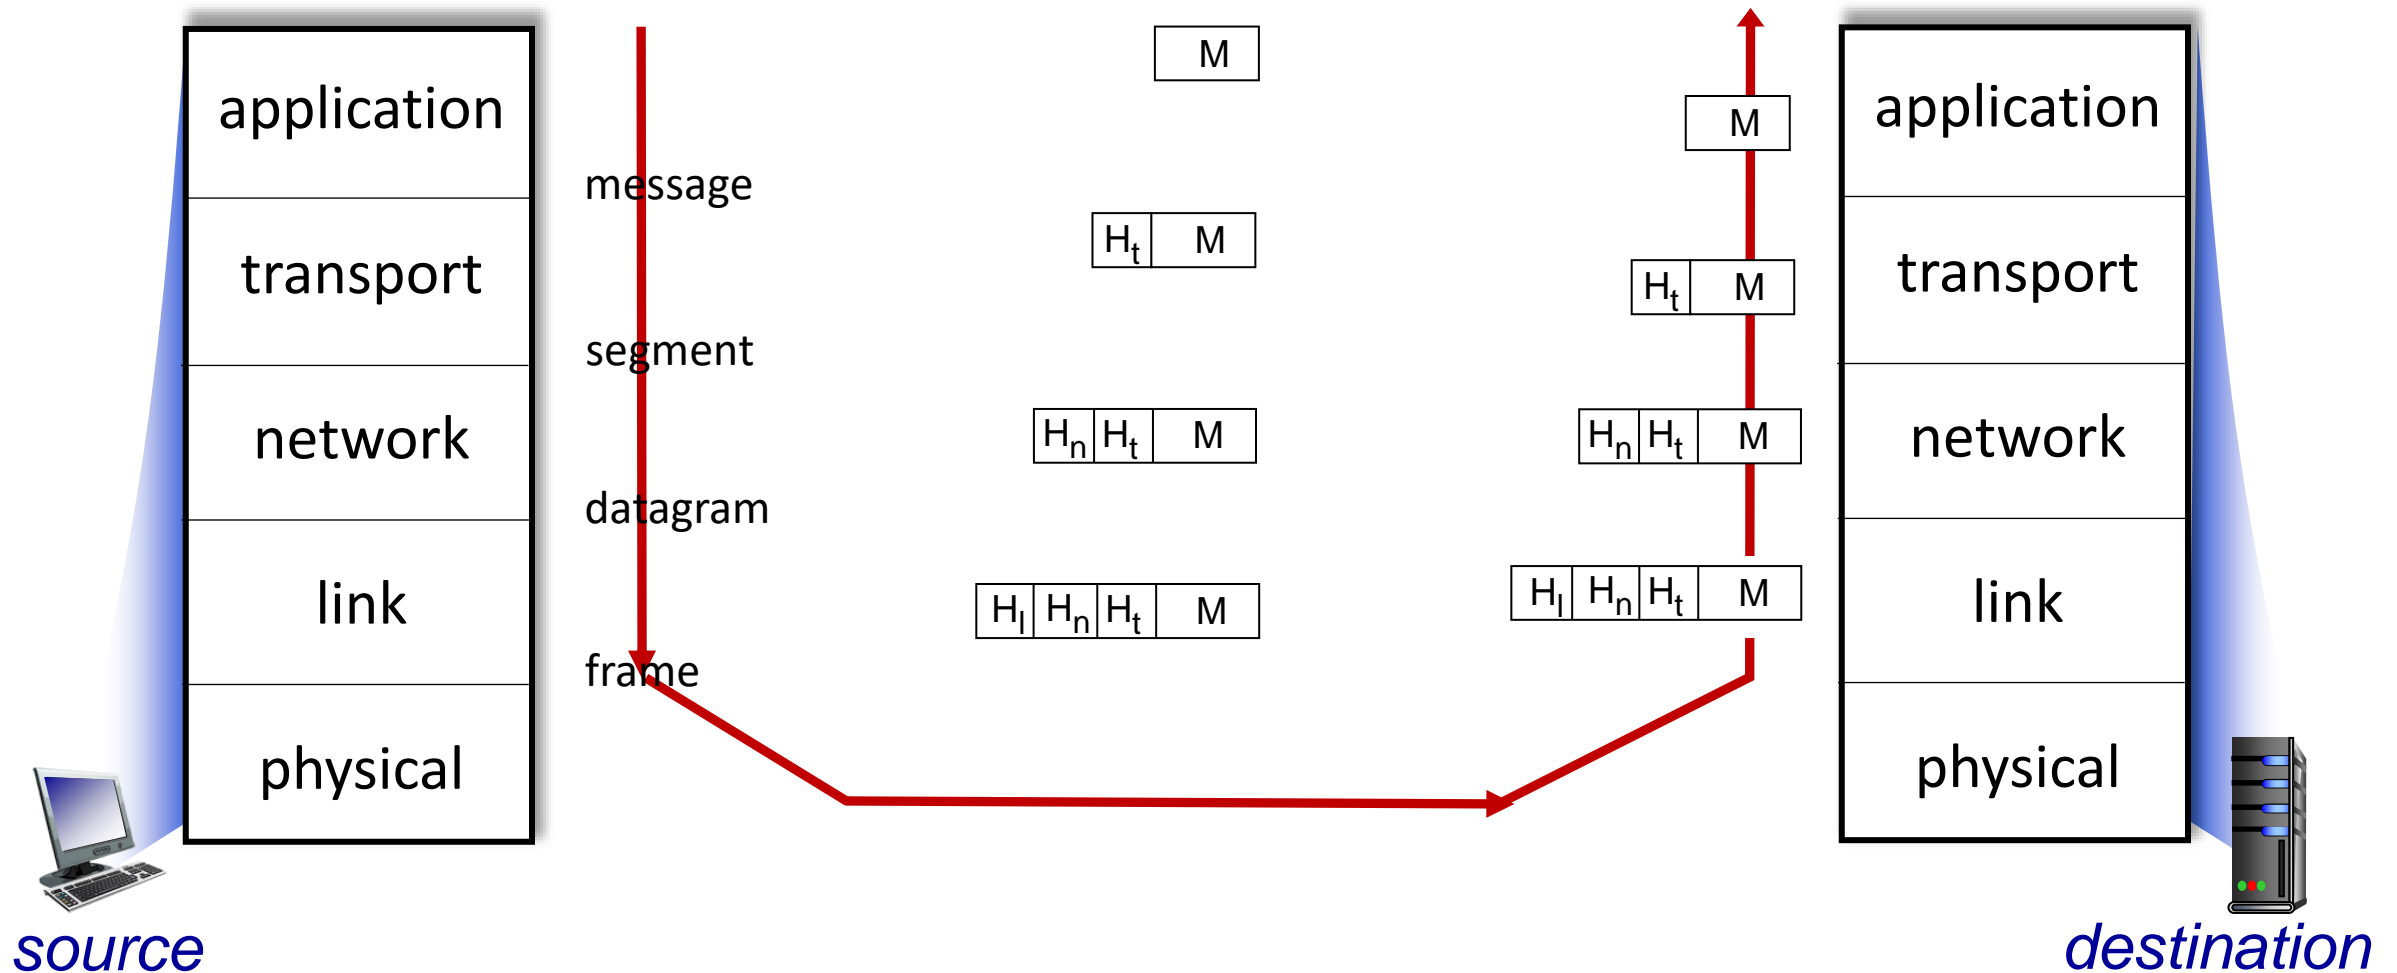 application
transport
network
link
physical
source
message
segment
datagram
frame
M
Ht M
Hn Ht M
Hl Hn Ht M
M
Ht M
Hn Ht M
Hl Hn Ht M
application
transport
network
link
physical
destination